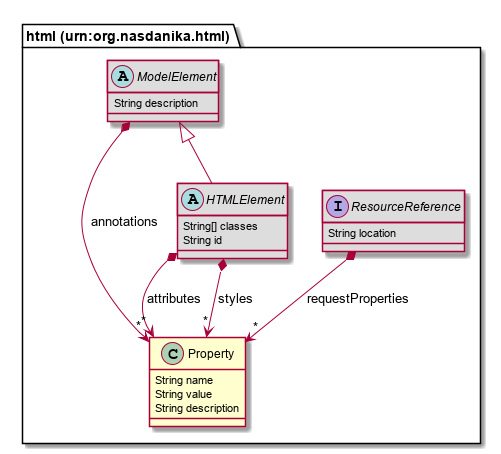 html (urn:org.nasdanika.html)
A ModelElement
String description
annotations
A HTMLElement
String[] classes
String id
I ResourceReference
String location
attributes
styles
requestProperties
*
*
*
*
C Property
String name
String value
String description